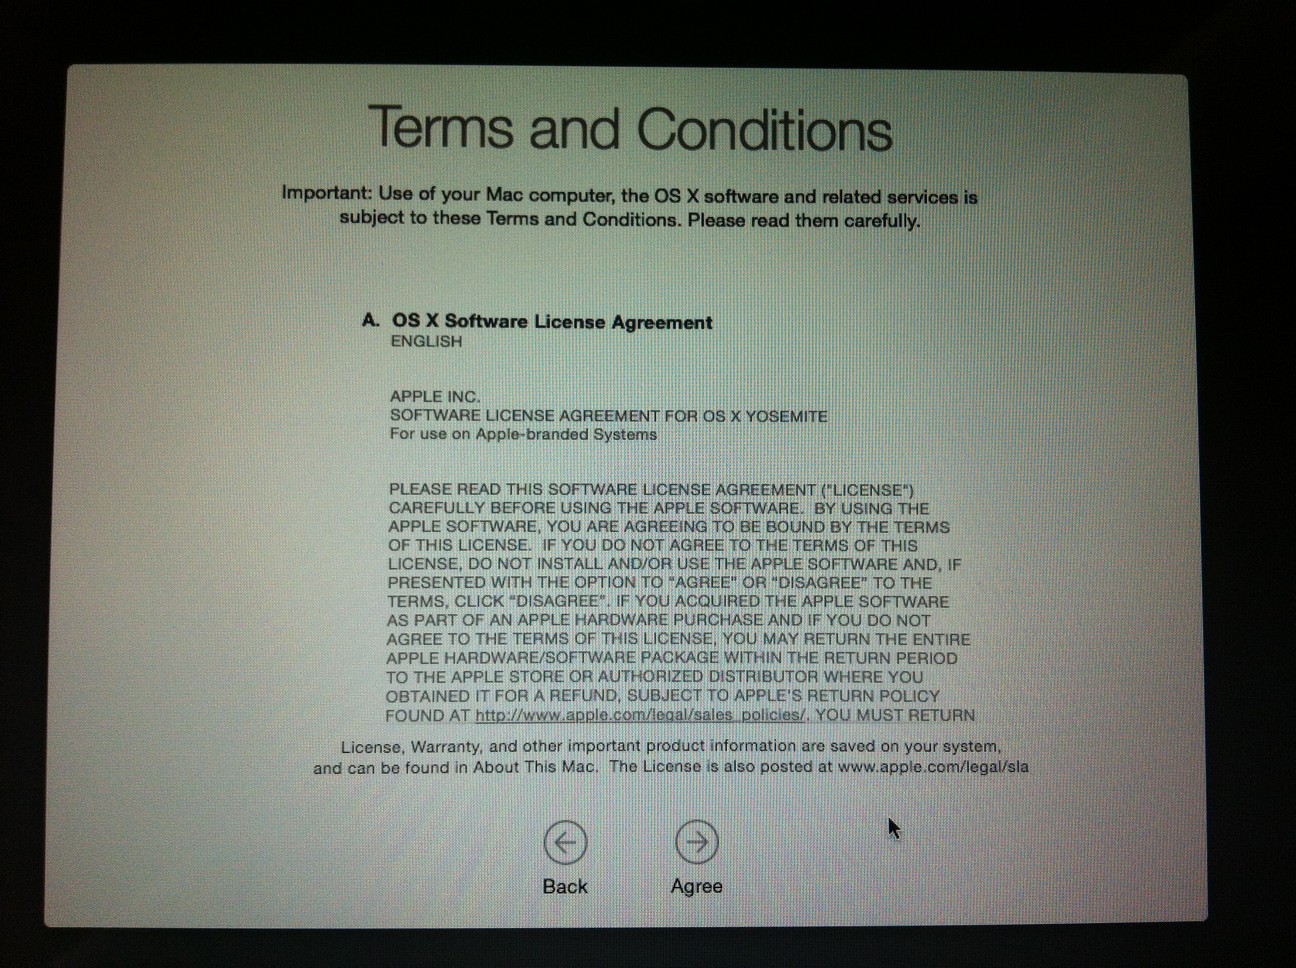 Terms and Conditions
Important: Use of your Mac computer, the OS X software and related services is
subject to these Terms and Conditions. Please read them carefully.
A. OS X Software License Agreement
ENGLISH
APPLE INC.
SOFTWARE LICENSE AGREEMENT FOR OS X YOSEMITE
For use on Apple-branded Systems
PLEASE READ THIS SOFTWARE LICENSE AGREEMENT ("LICENSE")
CAREFULLY BEFORE USING THE APPLE SOFTWARE.  BY USING THE
APPLE SOFTWARE, YOU ARE AGREEING TO BE BOUND BY THE TERMS
OF THIS LICENSE.  IF YOU DO NOT AGREE TO THE TERMS OF THIS
LICENSE, DO NOT INSTALL AND/OR USE THE APPLE SOFTWARE AND, IF
PRESENTED WITH THE OPTION TO "AGREE" OR "DISAGREE" TO THE
TERMS, CLICK "DISAGREE". IF YOU ACQUIRED THE APPLE SOFTWARE
AS PART OF AN APPLE HARDWARE PURCHASE AND IF YOU DO NOT
AGREE TO THE TERMS OF THIS LICENSE, YOU MAY RETURN THE ENTIRE
APPLE HARDWARE/SOFTWARE PACKAGE WITHIN THE RETURN PERIOD
TO THE APPLE STORE OR AUTHORIZED DISTRIBUTOR WHERE YOU
OBTAINED IT FOR A REFUND, SUBJECT TO APPLE'S RETURN POLICY
FOUND AT http://www.apple.com/legal/sales_policies/. YOU MUST RETURN
License, Warranty, and other important product information are saved on your system,
and can be found in About This Mac.  The License is also posted at www.apple.com/legal/sla
Back
Agree